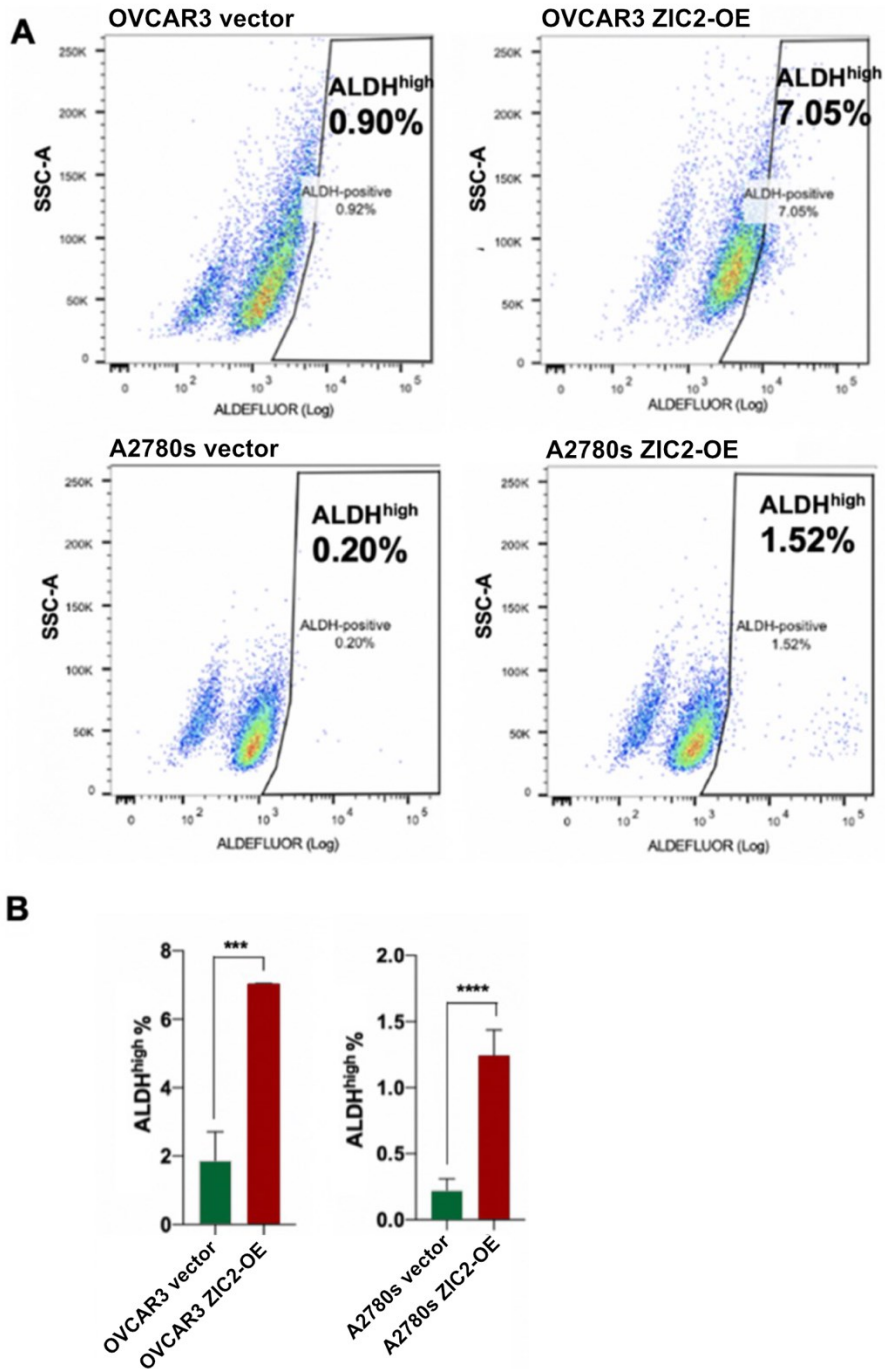 A
OVCAR3 vector
250K
200K
150K
100K
50K
0
SSC-A
ALDHhigh
0.90%
ALDH-positive
0.92%
0 10² 10³ 10⁴ 10⁵
ALDEFLUOR (Log)
OVCAR3 ZIC2-OE
250K
200K
150K
100K
50K
0
SSC-A
ALDHhigh
7.05%
ALDH-positive
7.05%
0 10² 10³ 10⁴ 10⁵
ALDEFLUOR (Log)
A2780s vector
250K
200K
150K
100K
50K
0
SSC-A
ALDHhigh
0.20%
ALDH-positive
0.20%
0 10² 10³ 10⁴ 10⁵
ALDEFLUOR (Log)
A2780s ZIC2-OE
250K
200K
150K
100K
50K
0
SSC-A
ALDHhigh
1.52%
ALDH-positive
1.52%
0 10² 10³ 10⁴ 10⁵
ALDEFLUOR (Log)
B
8
6
4
2
0
ALDHhigh %
***
OVCAR3 vector
OVCAR3 ZIC2-OE
2.0
1.5
1.0
0.5
0.0
ALDHhigh %
****
A2780s vector
A2780s ZIC2-OE